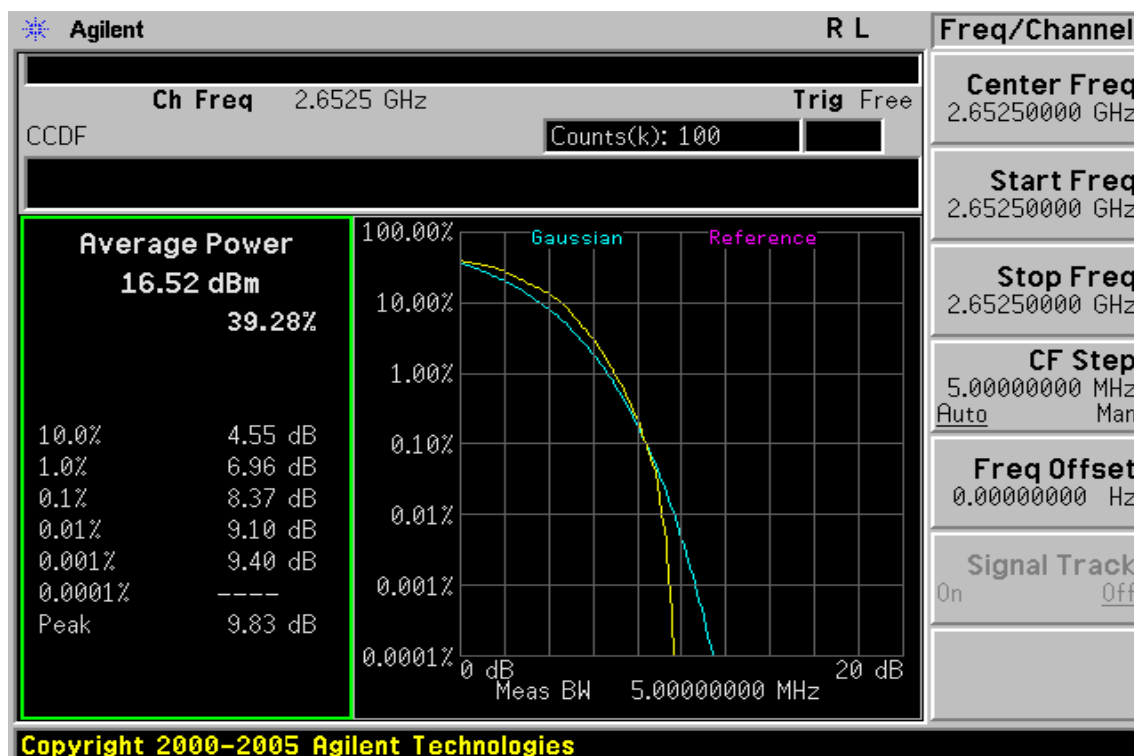 Agilent
R L
Ch Freq 2.6525 GHz
Trig Free
CCDF
Counts(k): 100
Average Power
16.52 dBm
39.28%
10.0% 4.55 dB
1.0% 6.96 dB
0.1% 8.37 dB
0.01% 9.10 dB
0.001% 9.40 dB
0.0001% ----
Peak 9.83 dB
100.00%
10.00%
1.00%
0.10%
0.01%
0.001%
0.0001%
Gaussian
Reference
0 dB
20 dB
Meas BW 5.00000000 MHz
Freq/Channel
Center Freq
2.65250000 GHz
Start Freq
2.65250000 GHz
Stop Freq
2.65250000 GHz
CF Step
5.00000000 MHz
Auto Man
Freq Offset
0.00000000 Hz
Signal Track
On Off
Copyright 2000-2005 Agilent Technologies